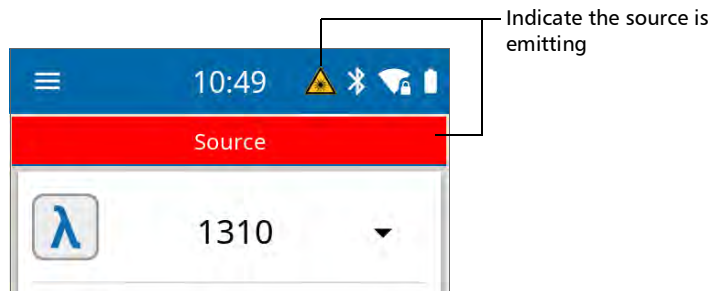 Indicate the source is
emitting
10:49
Source
λ 1310